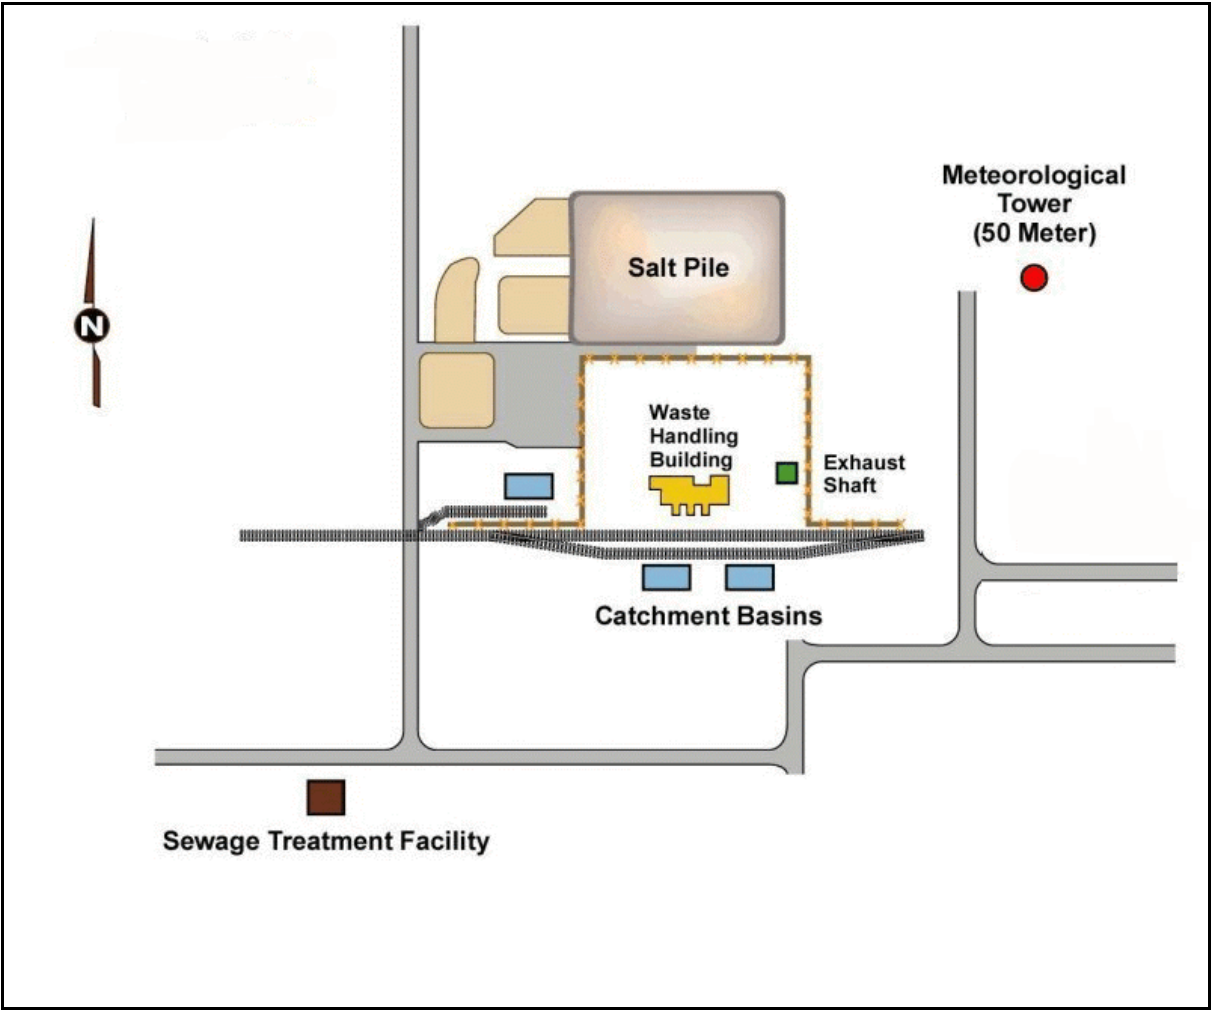 Meteorological
Tower
(50 Meter)
Salt Pile
N
Waste
Handling
Building
Exhaust
Shaft
Catchment Basins
Sewage Treatment Facility